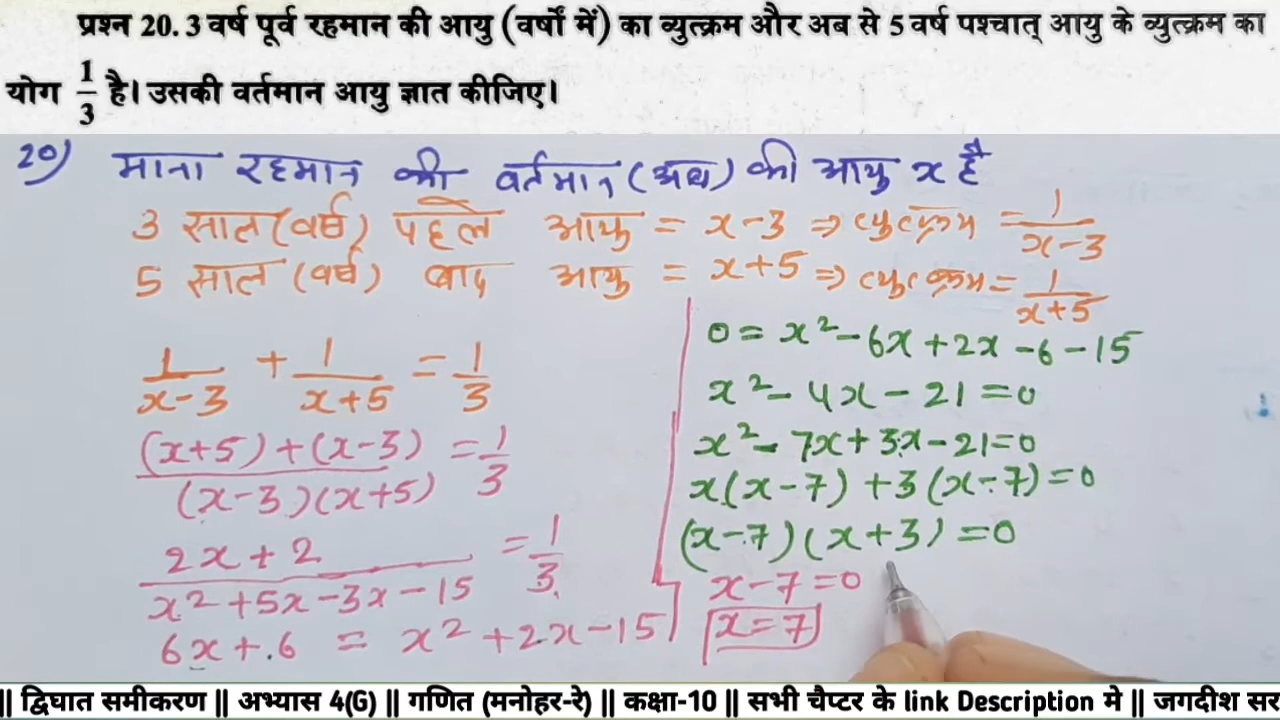 प्रश्न 20. 3 वर्ष पूर्व रहमान की आयु (वर्षों में) का व्युत्क्रम और अब से 5 वर्ष पश्चात् आयु के व्युत्क्रम का
योग 1/3 है। उसकी वर्तमान आयु ज्ञात कीजिए।
20) माना रहमान की वर्तमान (अब) की आयु x है
3 साल (वर्ष) पहले आयु = x-3 ⇒ व्युत्क्रम = 1/(x-3)
5 साल (वर्ष) बाद आयु = x+5 ⇒ व्युत्क्रम = 1/(x+5)
1/(x-3) + 1/(x+5) = 1/3
(x+5)+(x-3)/(x-3)(x+5) = 1/3
2x+2/x²+5x-3x-15 = 1/3
6x+6 = x²+2x-15
0 = x²-6x+2x-6-15
x²-4x-21=0
x²-7x+3x-21=0
x(x-7)+3(x-7)=0
(x-7)(x+3)=0
x-7=0
x=7
|| द्विघात समीकरण || अभ्यास 4(G) || गणित (मनोहर-रे) || कक्षा-10 || सभी चैप्टर के link Description मे || जगदीश सर